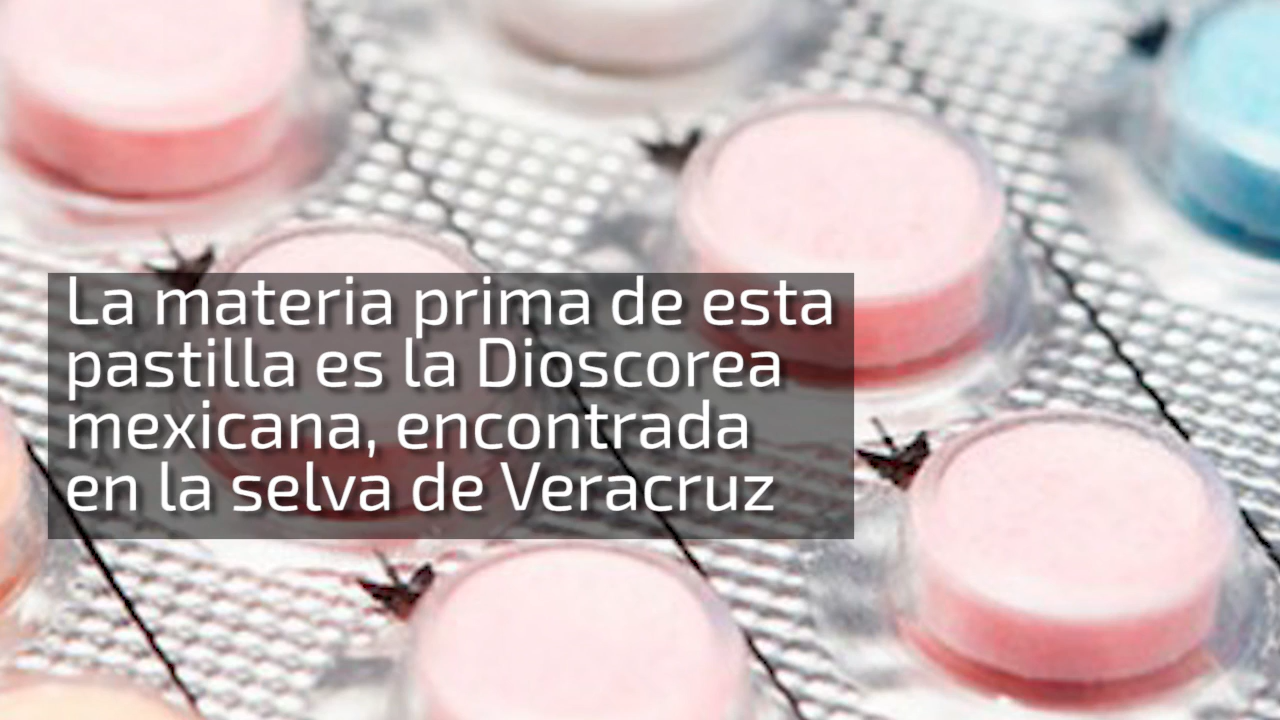 La materia prima de esta
pastilla es la Dioscorea
mexicana, encontrada
en la selva de Veracruz